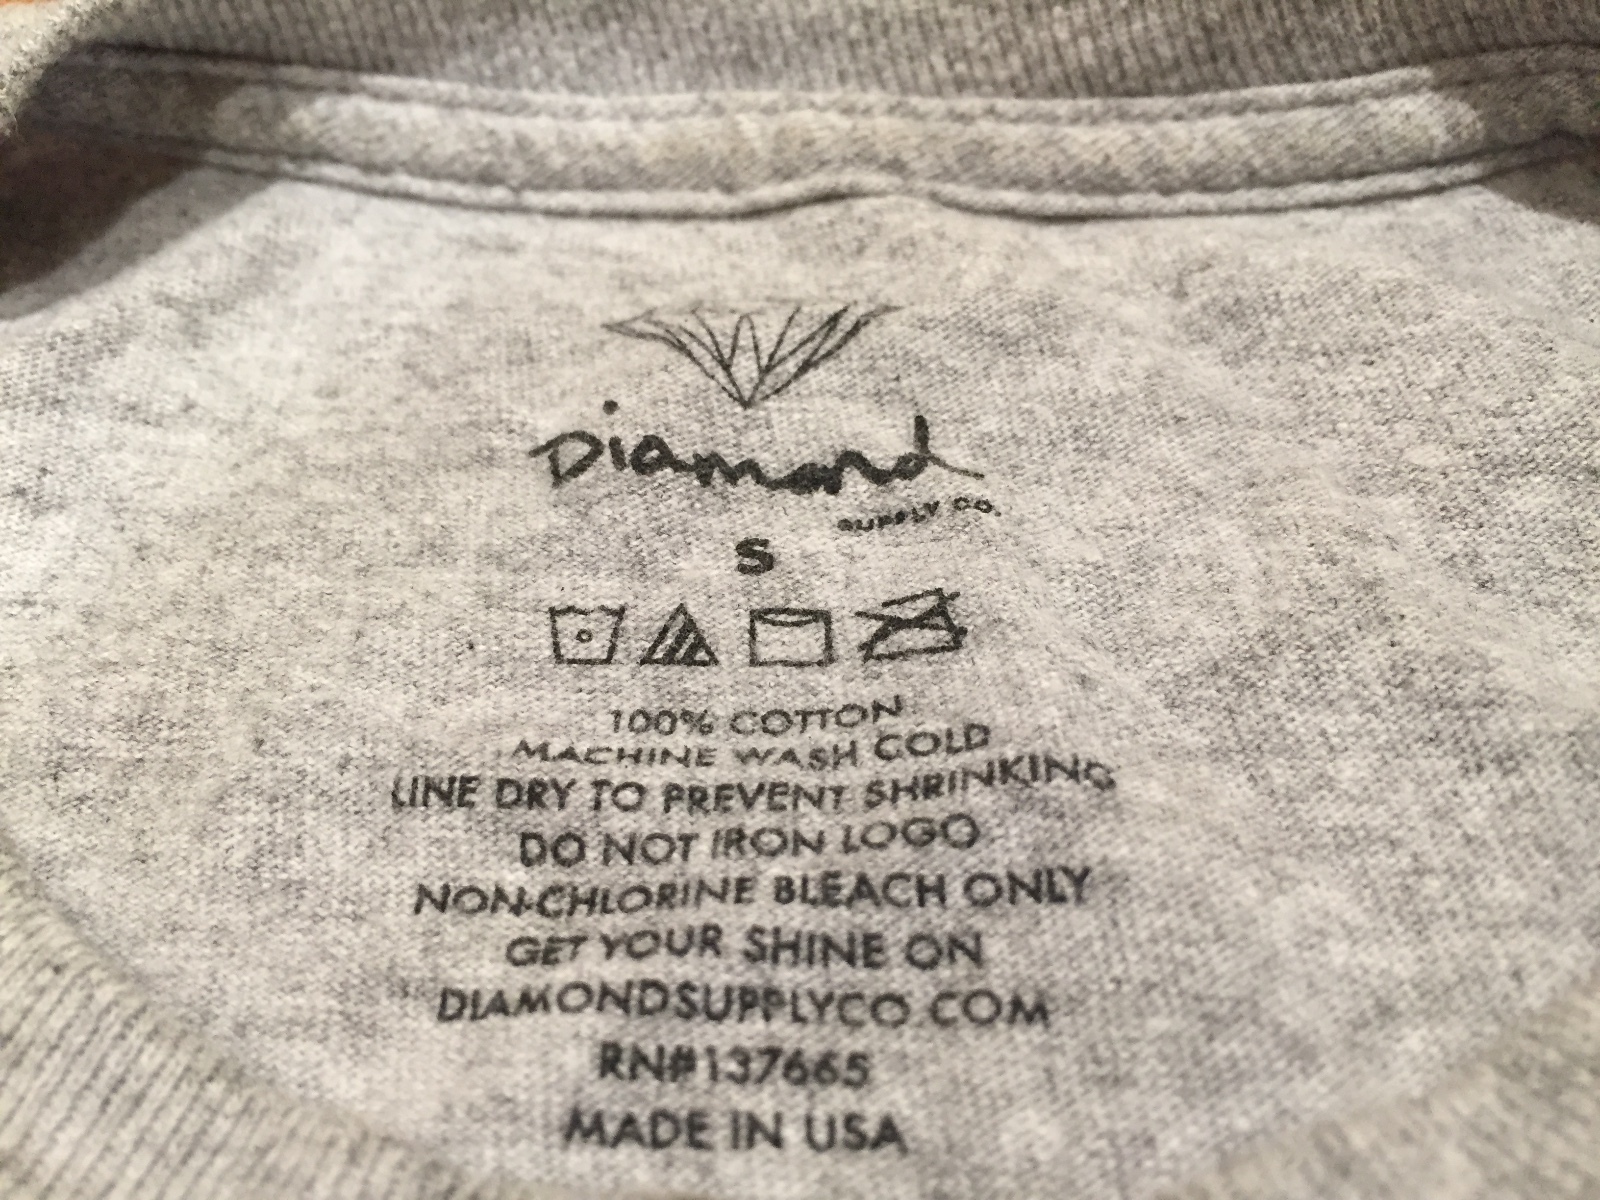 Diamond
SUPPLY CO.
S
100% COTTON
MACHINE WASH COLD
LINE DRY TO PREVENT SHRINKING
DO NOT IRON LOGO
NON-CHLORINE BLEACH ONLY
GET YOUR SHINE ON
DIAMONDSUPPLYCO.COM
RN#137665
MADE IN USA